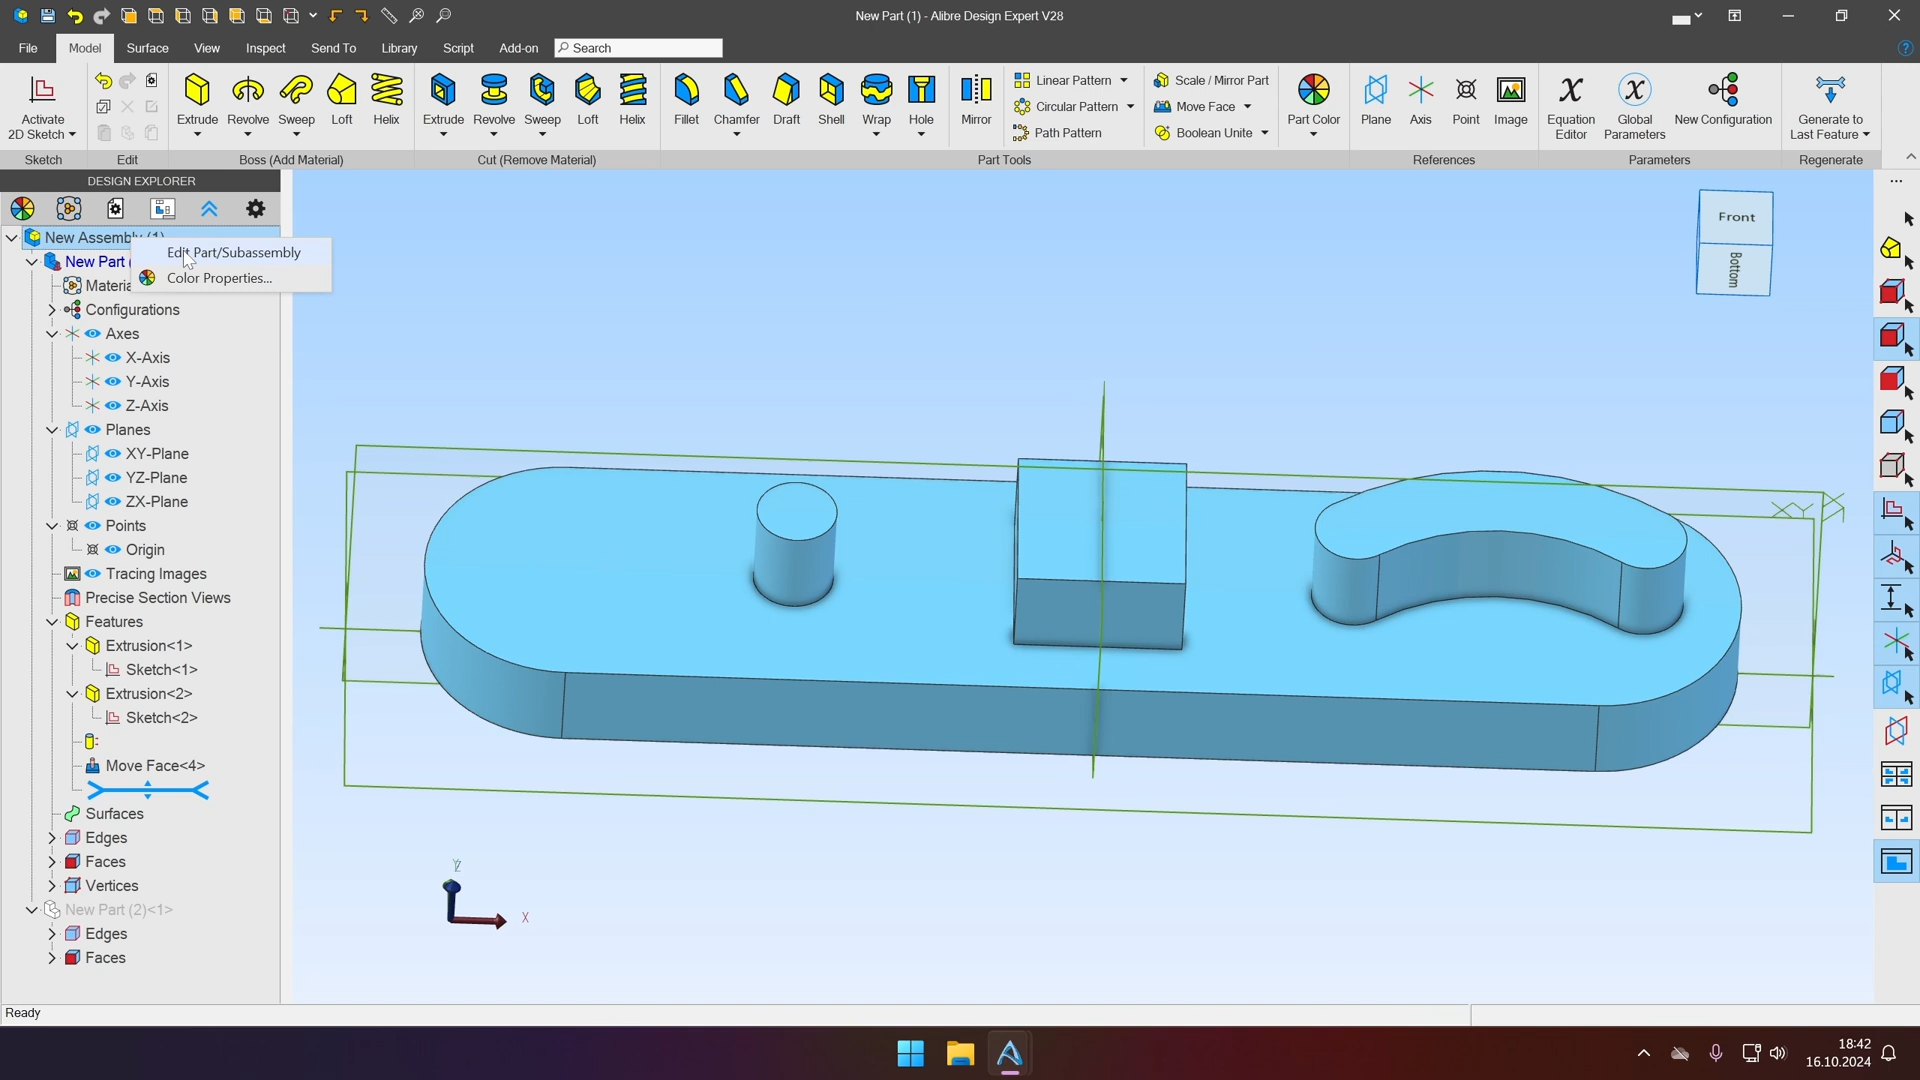 New Part (1) - Alibre Design Expert V28
File Model Surface View Inspect Send To Library Script Add-on Search
Activate
2D Sketch
Extrude Revolve Sweep Loft Helix
Extrude Revolve Sweep Loft Helix
Fillet Chamfer Draft Shell Wrap Hole
Mirror
Linear Pattern
Circular Pattern
Path Pattern
Scale / Mirror Part
Move Face
Boolean Unite
Part Color
Plane Axis Point Image
Equation
Editor
Global
Parameters
New Configuration
Generate to
Last Feature
Sketch Edit Boss (Add Material) Cut (Remove Material) Part Tools References Parameters Regenerate
DESIGN EXPLORER
New Assembly (1)
Edit Part/Subassembly
New Part
Color Properties...
Configurations
Axes
X-Axis
Y-Axis
Z-Axis
Planes
XY-Plane
YZ-Plane
ZX-Plane
Points
Origin
Tracing Images
Precise Section Views
Features
Extrusion<1>
Sketch<1>
Extrusion<2>
Sketch<2>
Move Face<4>
Surfaces
Edges
Faces
Vertices
New Part (2)<1>
Edges
Faces
Front
Bottom
X
Ready
18:42
16.10.2024